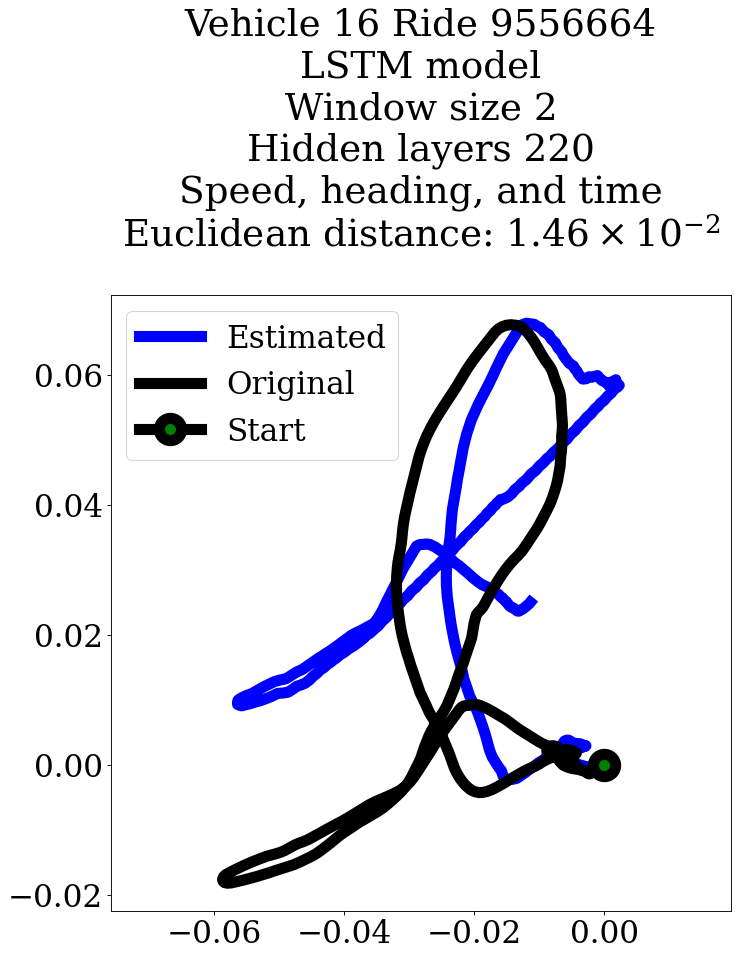 Vehicle 16 Ride 9556664
LSTM model
Window size 2
Hidden layers 220
Speed, heading, and time
Euclidean distance: 1.46 × 10⁻²
Estimated
Original
Start
0.06
0.04
0.02
0.00
−0.02
−0.06
−0.04
−0.02
0.00